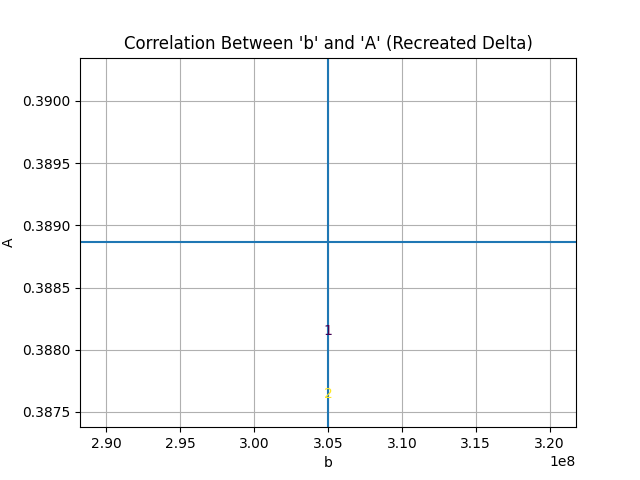 Correlation Between 'b' and 'A' (Recreated Delta)
0.3900
0.3895
0.3890
A
0.3885
1
0.3880
2
0.3875
2.90 2.95 3.00 3.05 3.10 3.15 3.20
b 1e8